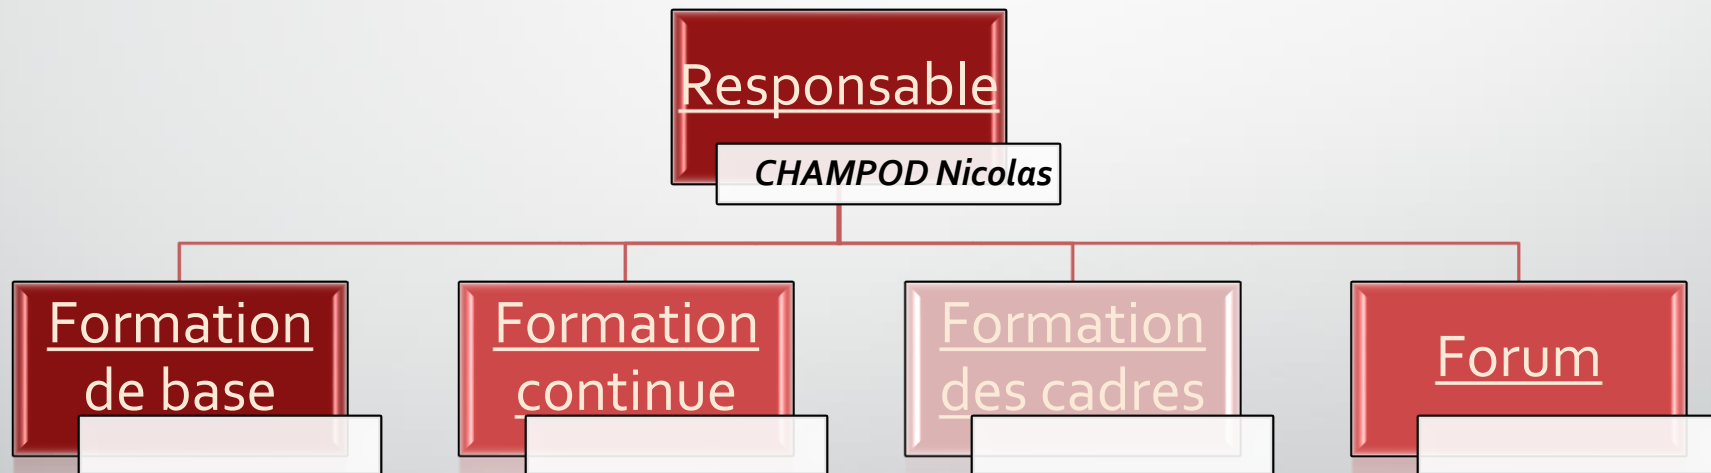 Responsable
CHAMPOD Nicolas
Formation
de base
Formation
continue
Formation
des cadres
Forum